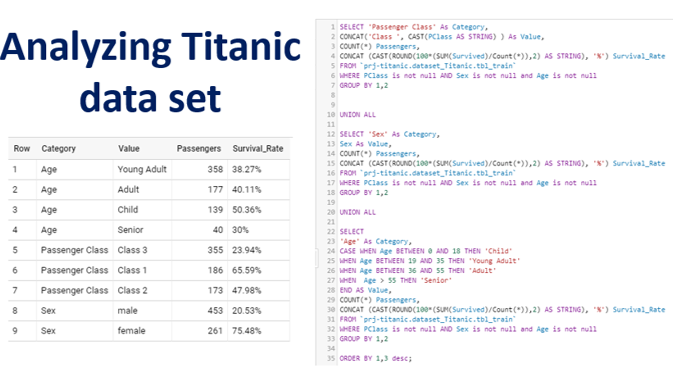 Analyzing Titanic
data set
Row Category Value Passengers Survival_Rate
1 Age Young Adult 358 38.27%
2 Age Adult 177 40.11%
3 Age Child 139 50.36%
4 Age Senior 40 30%
5 Passenger Class Class 3 355 23.94%
6 Passenger Class Class 1 186 65.59%
7 Passenger Class Class 2 173 47.98%
8 Sex male 453 20.53%
9 Sex female 261 75.48%
1 SELECT 'Passenger Class' As Category,
2 CONCAT('Class ', CAST(PClass AS STRING) ) As Value,
3 COUNT(*) Passengers,
4 CONCAT (CAST(ROUND(100*(SUM(Survived)/Count(*)),2) AS STRING), '%') Survival_Rate
5 FROM `prj-titanic.dataset_Titanic.tbl_train`
6 WHERE PClass is not null AND Sex is not null and Age is not null
7 GROUP BY 1,2
8
9
10 UNION ALL
11
12 SELECT 'Sex' As Category,
13 Sex As Value,
14 COUNT(*) Passengers,
15 CONCAT (CAST(ROUND(100*(SUM(Survived)/Count(*)),2) AS STRING), '%') Survival_Rate
16 FROM `prj-titanic.dataset_Titanic.tbl_train`
17 WHERE PClass is not null AND Sex is not null and Age is not null
18 GROUP BY 1,2
19
20 UNION ALL
21
22 SELECT
23 'Age' As Category,
24 CASE WHEN Age BETWEEN 0 AND 18 THEN 'Child'
25 WHEN Age BETWEEN 19 AND 35 THEN 'Young Adult'
26 WHEN Age BETWEEN 36 AND 55 THEN 'Adult'
27 WHEN Age > 55 THEN 'Senior'
28 END AS Value,
29 COUNT(*) Passengers,
30 CONCAT (CAST(ROUND(100*(SUM(Survived)/Count(*)),2) AS STRING), '%') Survival_Rate
31 FROM `prj-titanic.dataset_Titanic.tbl_train`
32 WHERE PClass is not null AND Sex is not null and Age is not null
33 GROUP BY 1,2
34
35 ORDER BY 1,3 desc;